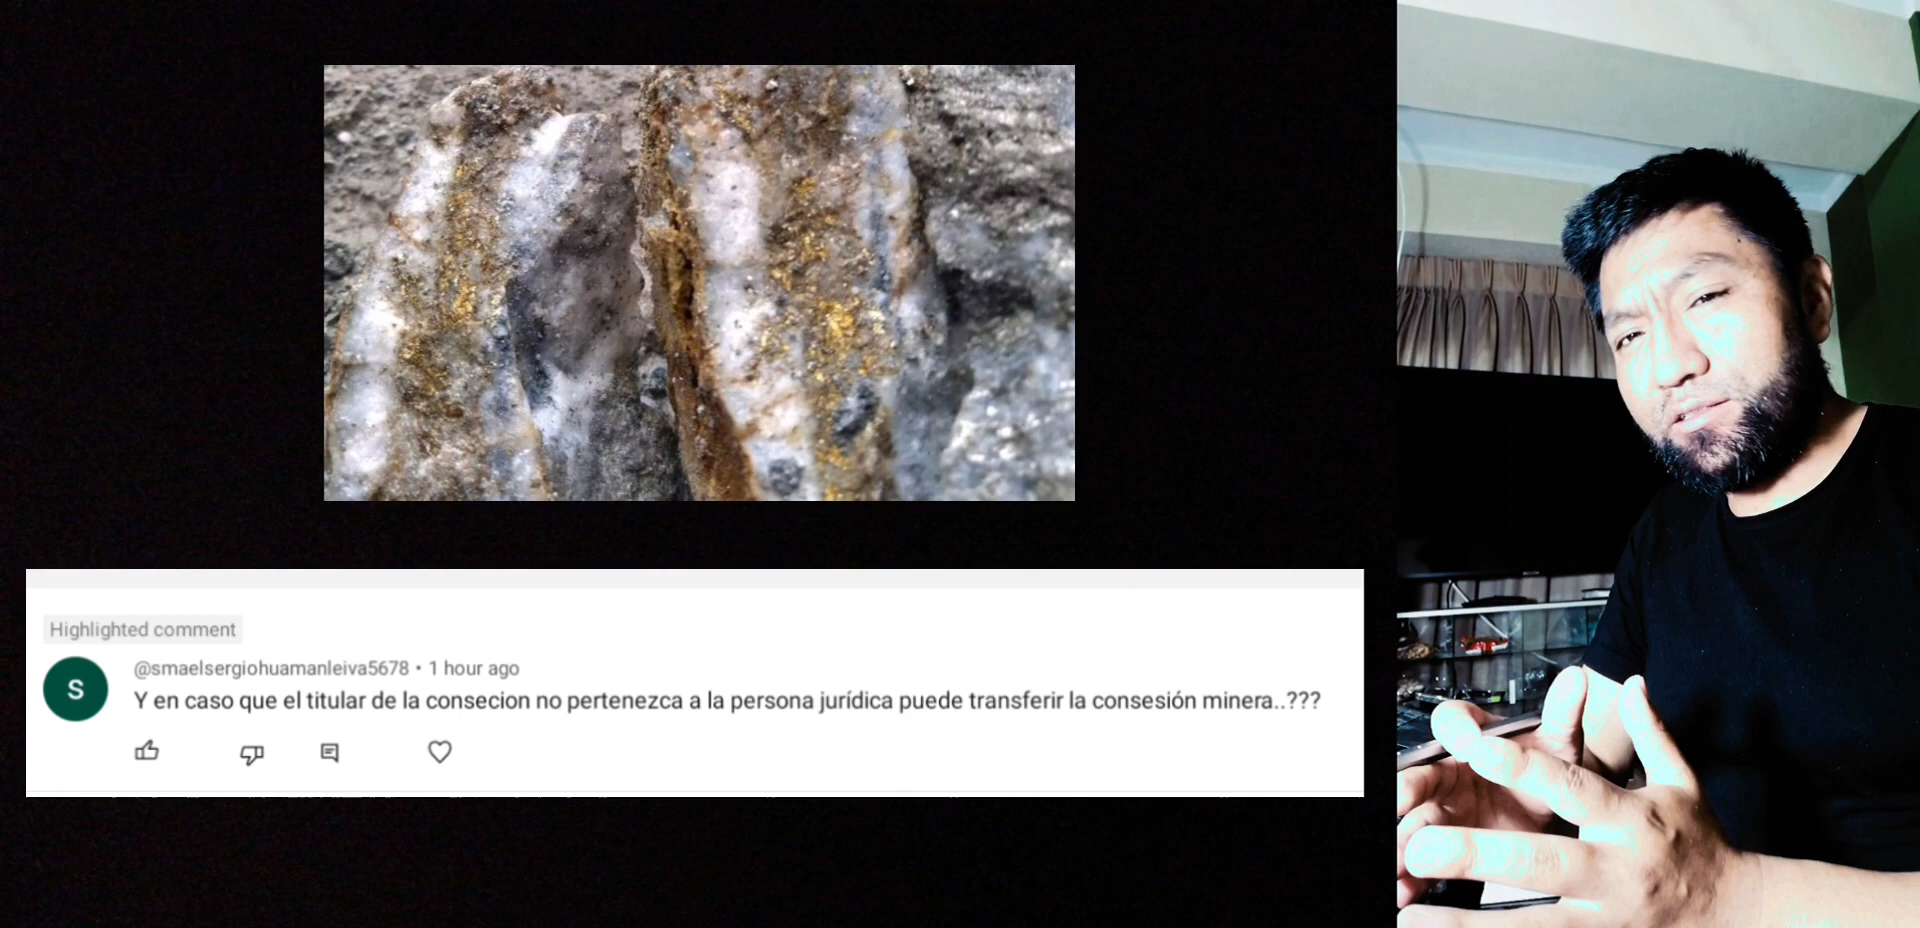 Highlighted comment
S
@smaelsergiohuamanleiva5678 • 1 hour ago
Y en caso que el titular de la consecion no pertenezca a la persona jurídica puede transferir la consesión minera..???